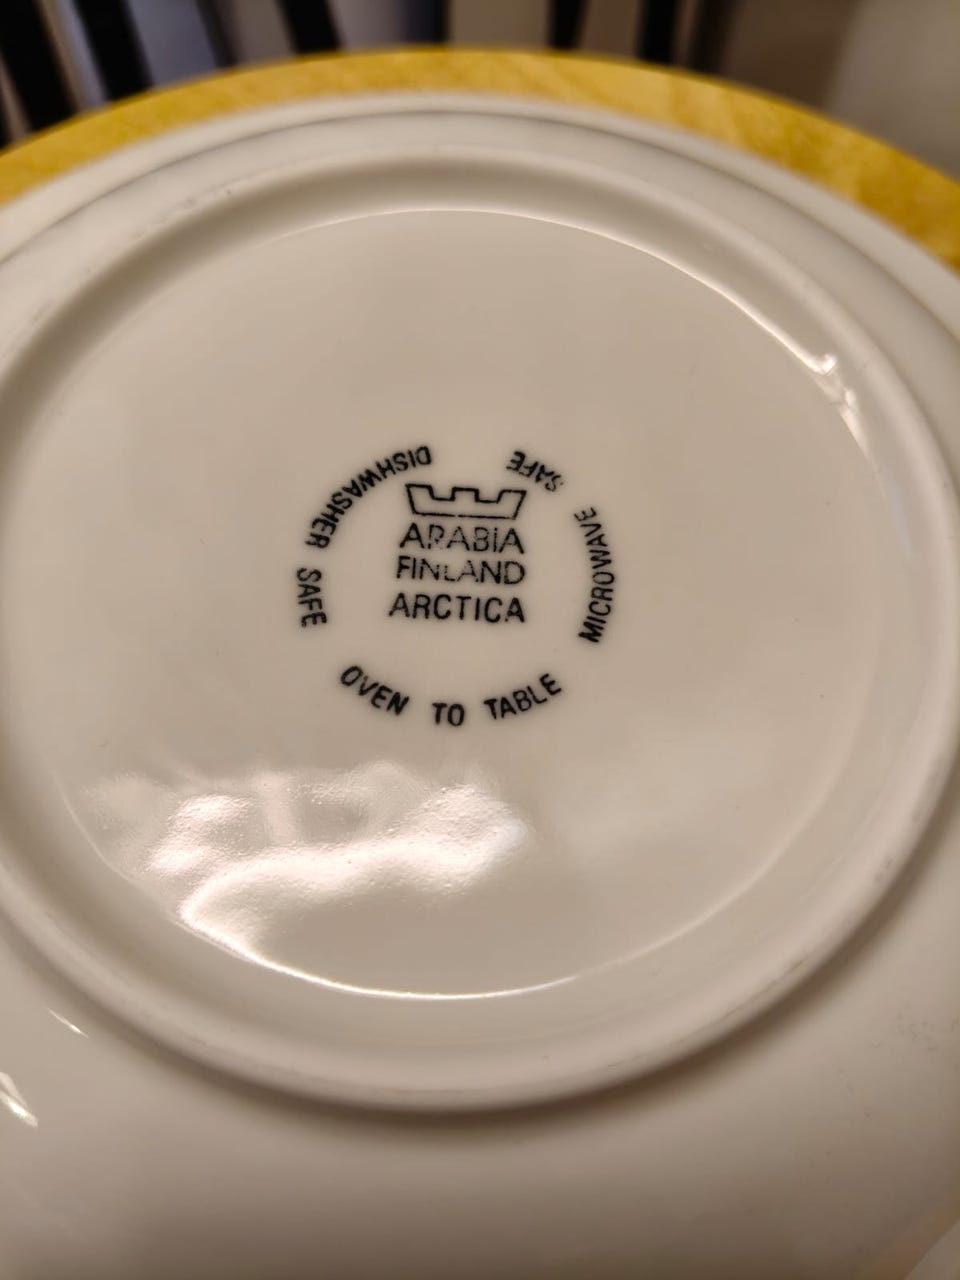 ARABIA
FINLAND
ARCTICA
DISHWASHER SAFE
OVEN TO TABLE
MICROWAVE SAFE